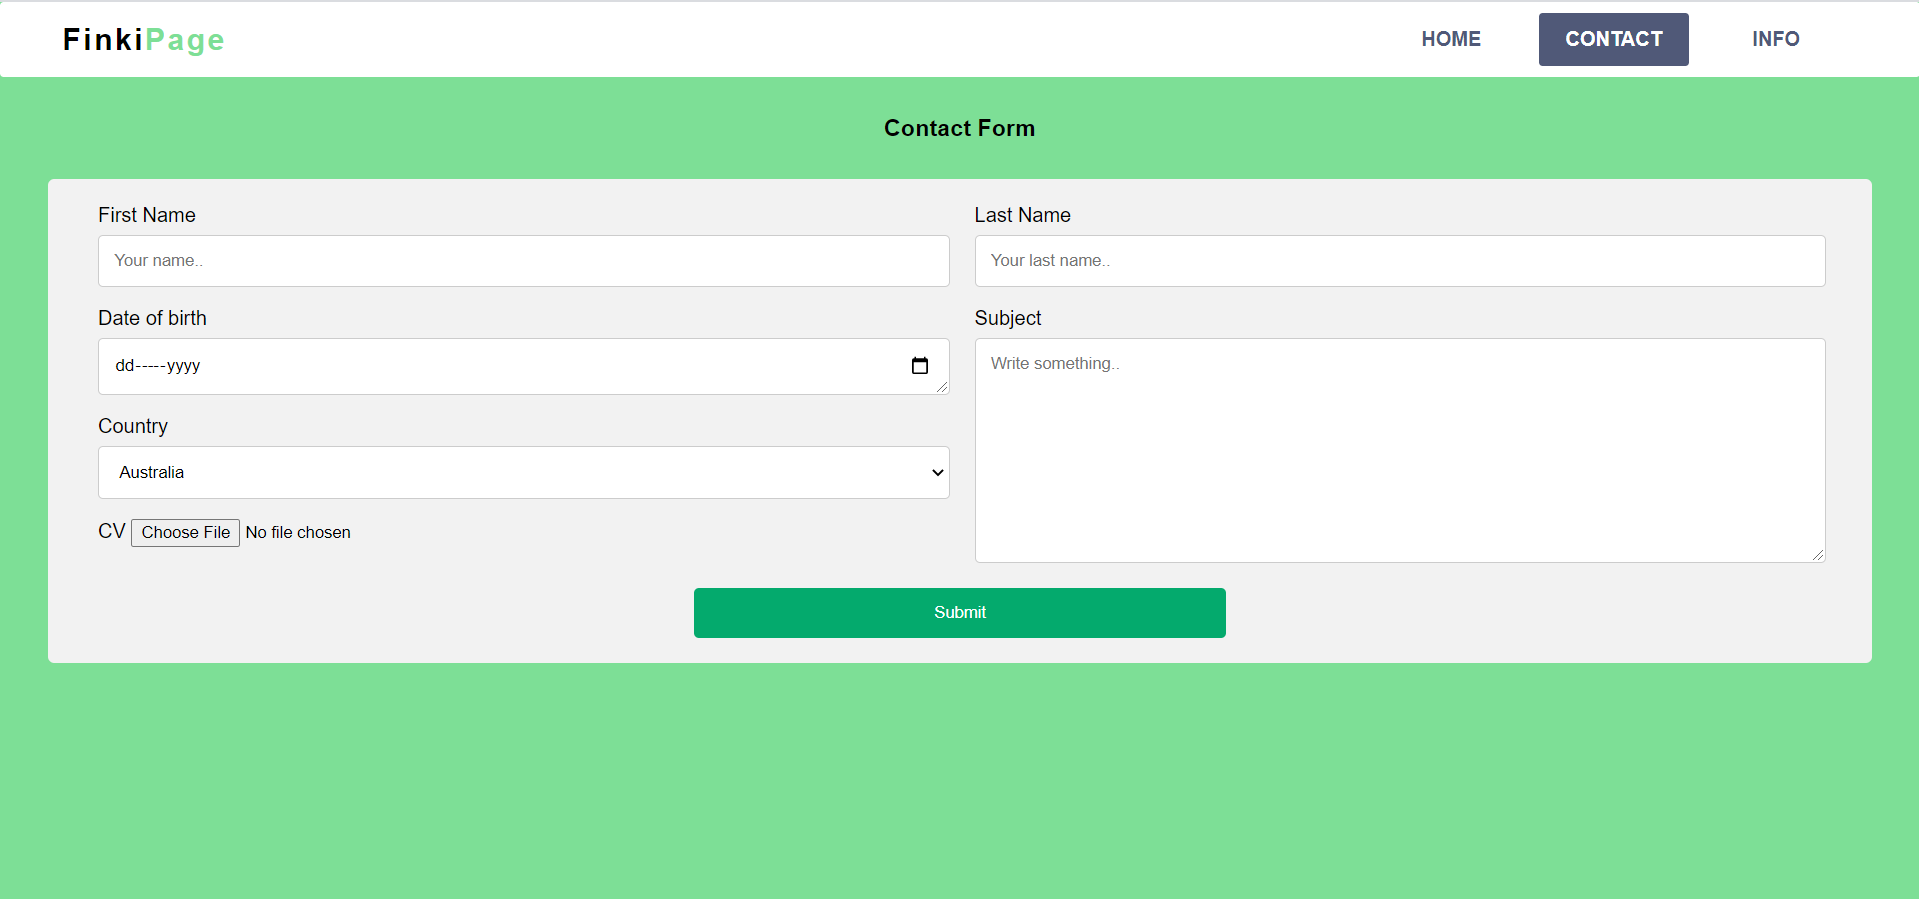 FinkiPage
HOME CONTACT INFO
Contact Form
First Name
Your name..
Last Name
Your last name..
Date of birth
dd-----yyyy
Subject
Write something..
Country
Australia
CV Choose File No file chosen
Submit